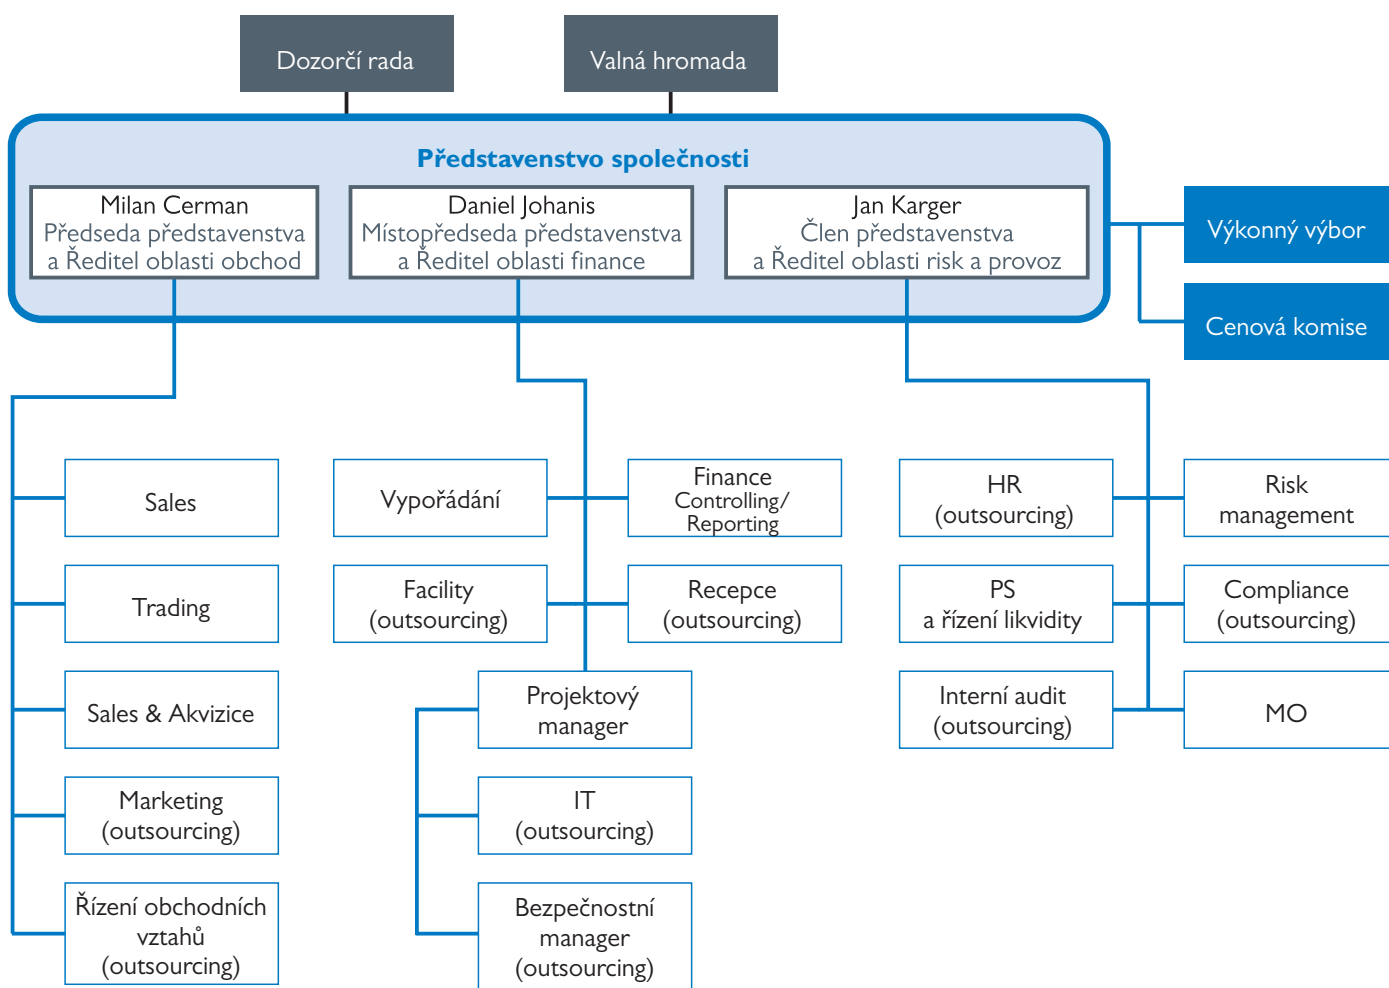 Dozorčí rada
Valná hromada
Představenstvo společnosti
Milan Cerman
Předseda představenstva
a Ředitel oblasti obchod
Daniel Johanis
Místopředseda představenstva
a Ředitel oblasti finance
Jan Karger
Člen představenstva
a Ředitel oblasti risk a provoz
Výkonný výbor
Cenová komise
Sales
Vypořádání
Finance
Controlling/
Reporting
HR
(outsourcing)
Risk
management
Trading
Facility
(outsourcing)
Recepce
(outsourcing)
PS
a řízení likvidity
Compliance
(outsourcing)
Sales & Akvizice
Projektový
manager
Interní audit
(outsourcing)
MO
Marketing
(outsourcing)
IT
(outsourcing)
Řízení obchodních
vztahů
(outsourcing)
Bezpečnostní
manager
(outsourcing)